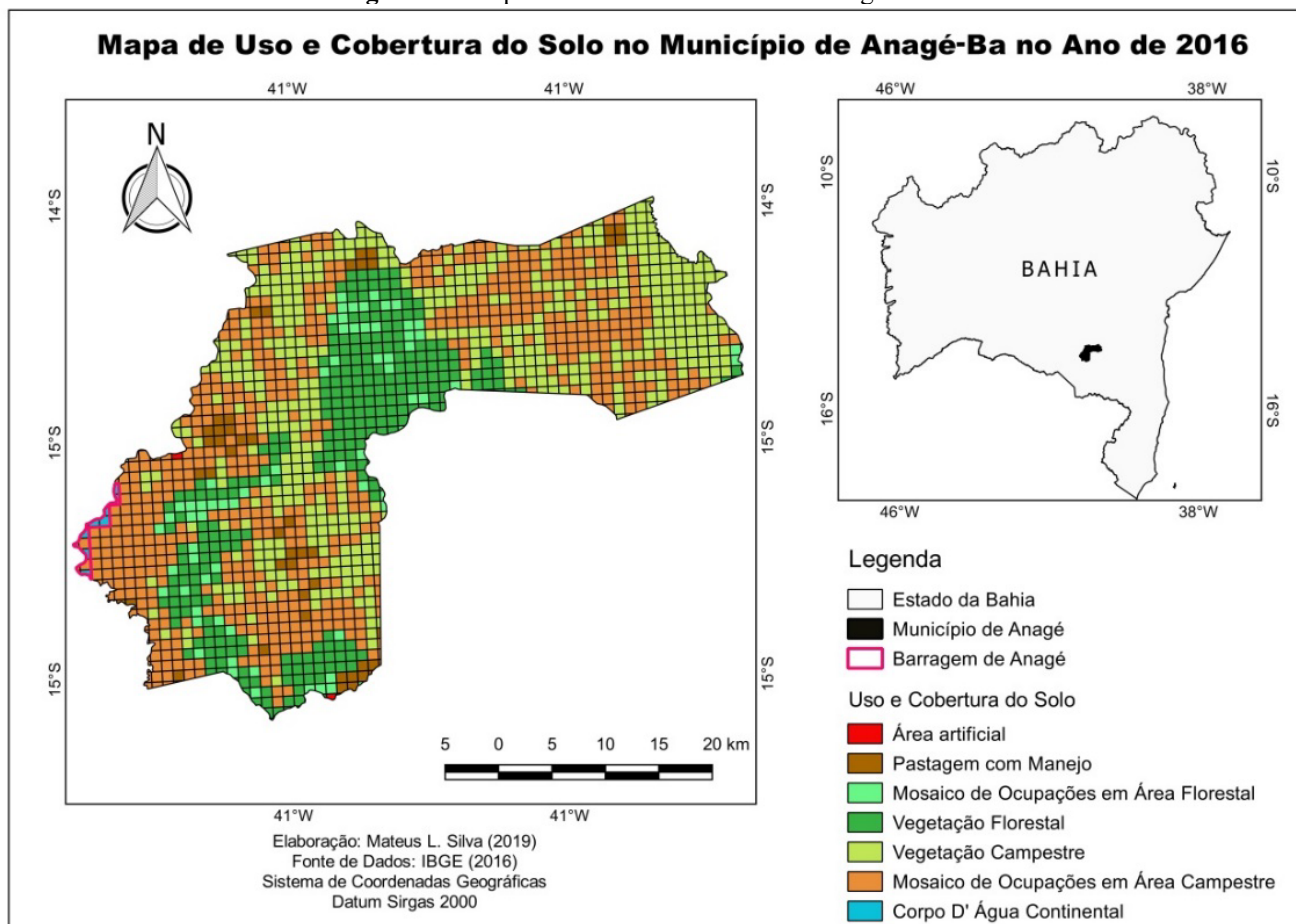 Mapa de Uso e Cobertura do Solo no Município de Anagé-Ba no Ano de 2016
41°W
41°W
N
14°S
14°S
15°S
15°S
15°S
15°S
5 0 5 10 15 20 km
41°W
41°W
Elaboração: Mateus L. Silva (2019)
Fonte de Dados: IBGE (2016)
Sistema de Coordenadas Geográficas
Datum Sirgas 2000
46°W
38°W
10°S
10°S
BAHIA
16°S
16°S
46°W
38°W
Legenda
Estado da Bahia
Município de Anagé
Barragem de Anagé
Uso e Cobertura do Solo
Área artificial
Pastagem com Manejo
Mosaico de Ocupações em Área Florestal
Vegetação Florestal
Vegetação Campestre
Mosaico de Ocupações em Área Campestre
Corpo D' Água Continental